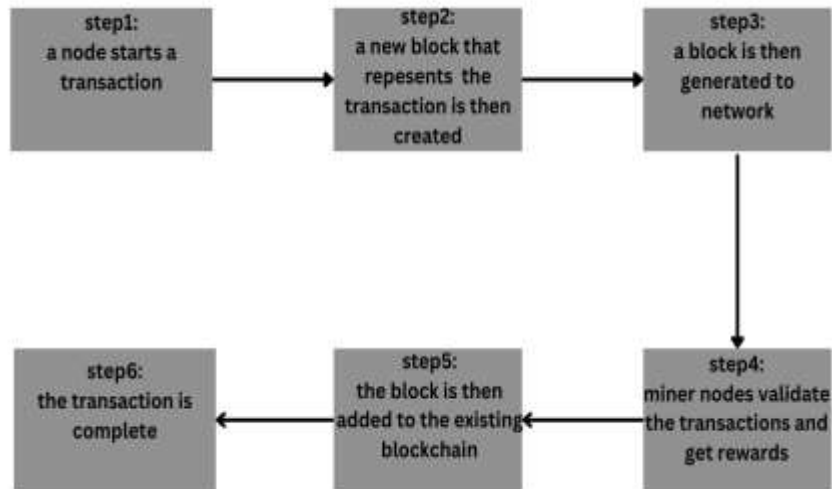 step1:
a node starts a
transaction
step2:
a new block that
repesents the
transaction is then
created
step3:
a block is then
generated to
network
step4:
miner nodes validate
the transactions and
get rewards
step5:
the block is then
added to the existing
blockchain
step6:
the transaction is
complete